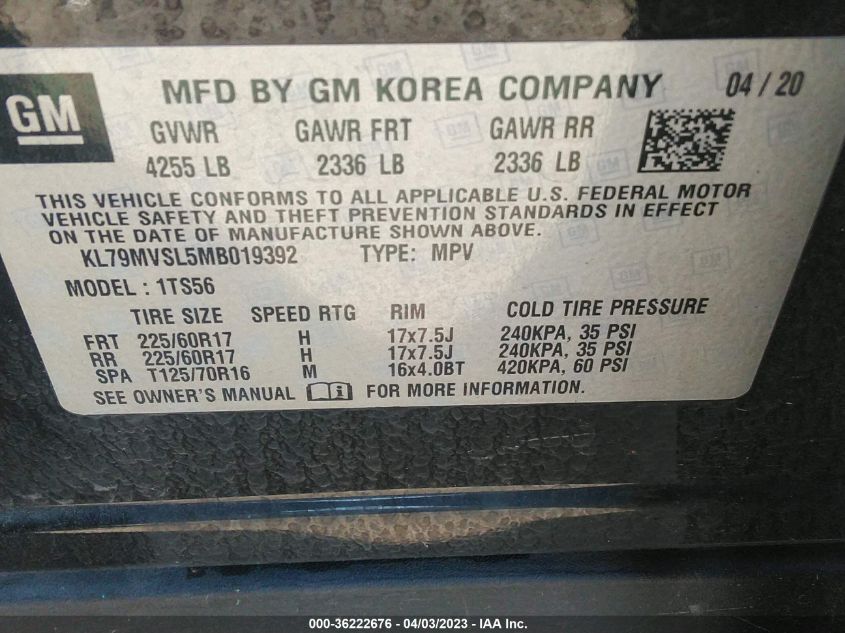 GM
MFD BY GM KOREA COMPANY 04 / 20
GVWR GAWR FRT GAWR RR
4255 LB 2336 LB 2336 LB
THIS VEHICLE CONFORMS TO ALL APPLICABLE U.S. FEDERAL MOTOR
VEHICLE SAFETY AND THEFT PREVENTION STANDARDS IN EFFECT
ON THE DATE OF MANUFACTURE SHOWN ABOVE.
KL79MVSL5MB019392 TYPE: MPV
MODEL : 1TS56
TIRE SIZE SPEED RTG RIM COLD TIRE PRESSURE
FRT 225/60R17 H 17x7.5J 240KPA, 35 PSI
RR 225/60R17 H 17x7.5J 240KPA, 35 PSI
SPA T125/70R16 M 16x4.0BT 420KPA, 60 PSI
SEE OWNER'S MANUAL FOR MORE INFORMATION.
000-36222676 - 04/03/2023 - IAA Inc.